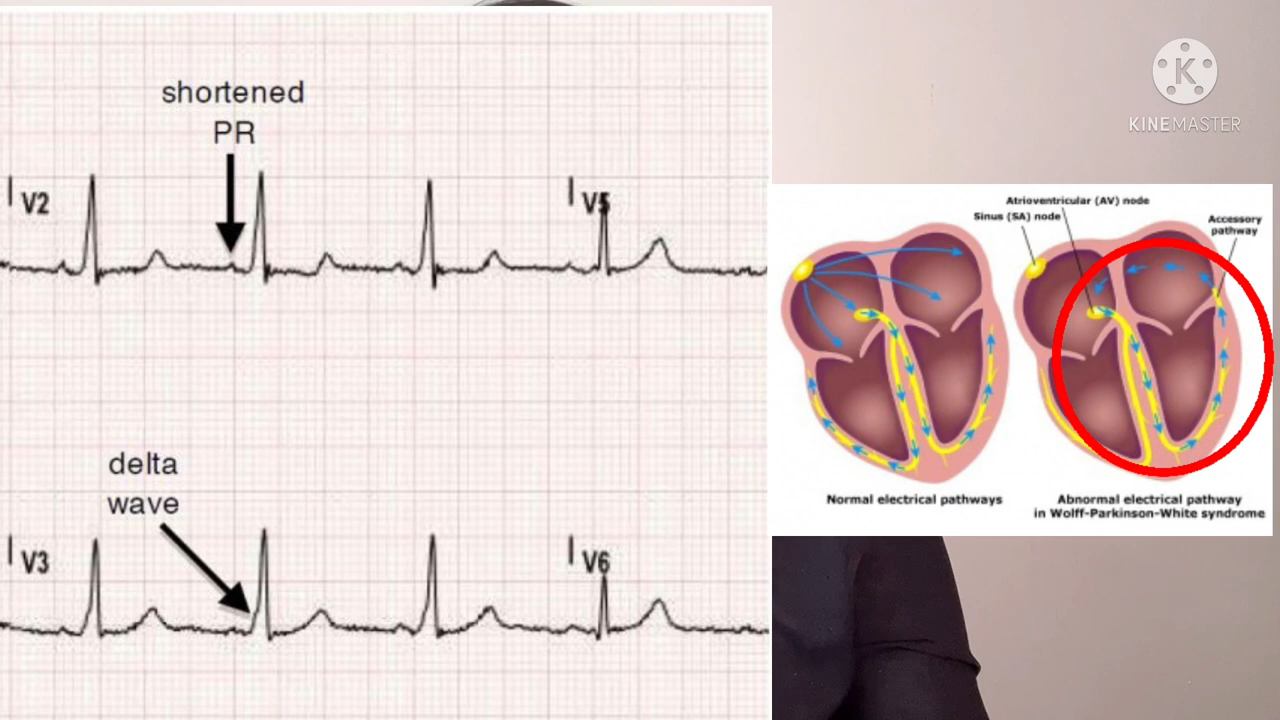 shortened
PR
V2
V5
delta
wave
V3
V6
KINEMASTER
Atrioventricular (AV) node
Sinus (SA) node
Accessory
pathway
Normal electrical pathways
Abnormal electrical pathway
in Wolff-Parkinson-White syndrome